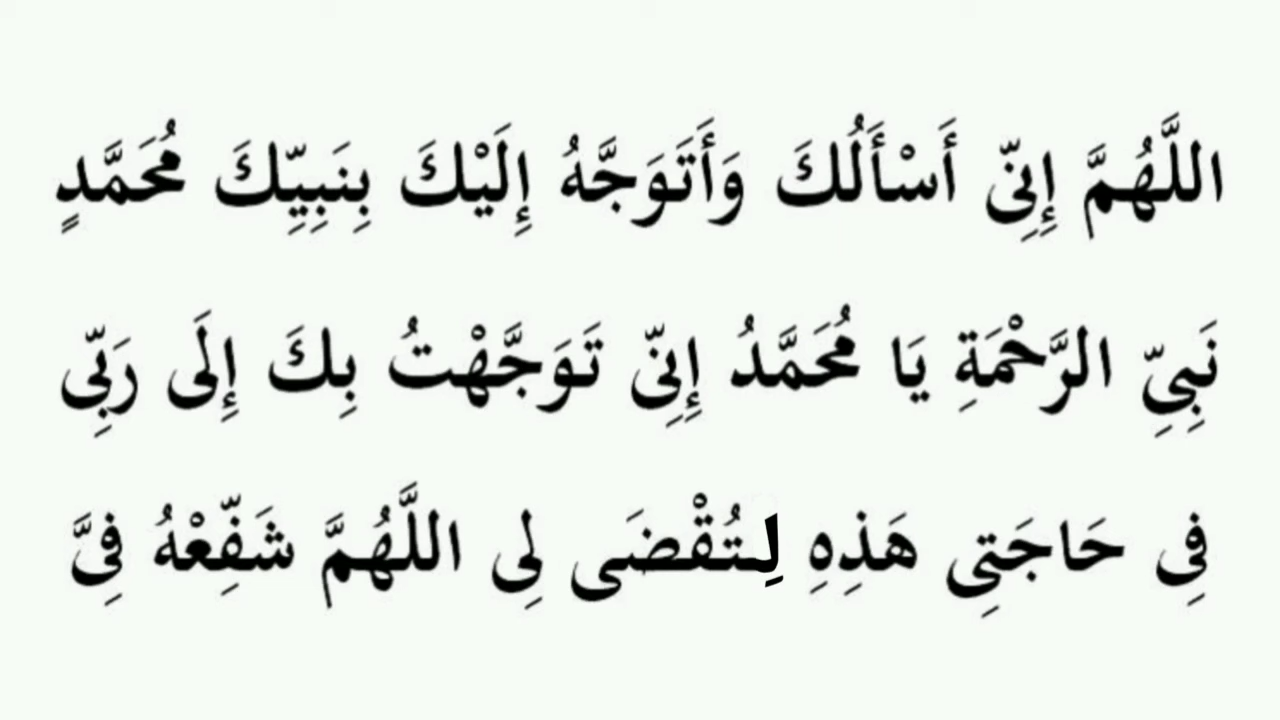 اللَّهُمَّ إِنِّى أَسْأَلُكَ وَأَتَوَجَّهُ إِلَيْكَ بِنَبِيِّكَ مُحَمَّدٍ
نَبِىِّ الرَّحْمَةِ يَا مُحَمَّدُ إِنِّى تَوَجَّهْتُ بِكَ إِلَى رَبِّى
فِى حَاجَتِى هَذِهِ لِتُقْضَى لِى اللَّهُمَّ شَفِّعْهُ فِىَّ